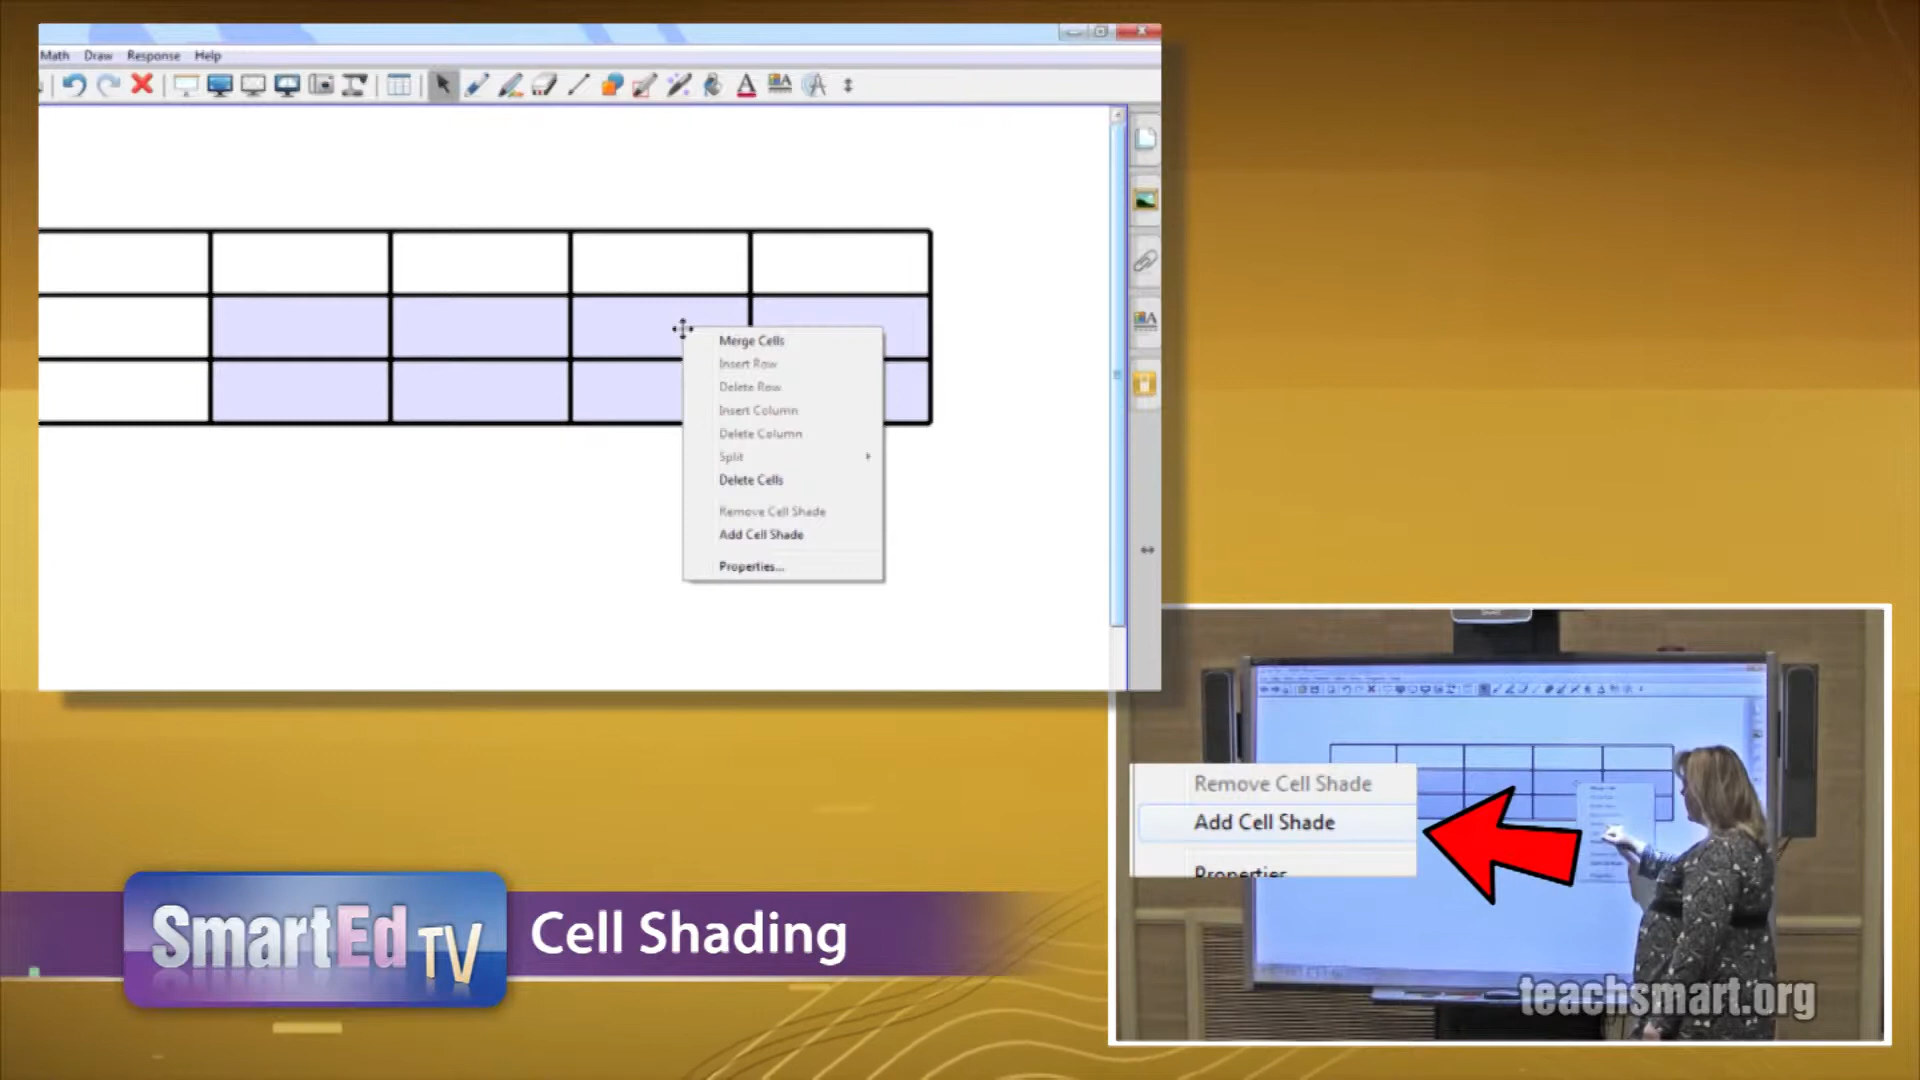 Math Draw Response Help
Merge Cells
Insert Row
Delete Row
Insert Column
Delete Column
Split
Delete Cells
Remove Cell Shade
Add Cell Shade
Properties...
Remove Cell Shade
Add Cell Shade
Properties
SmartEd TV
Cell Shading
teachsmart.org